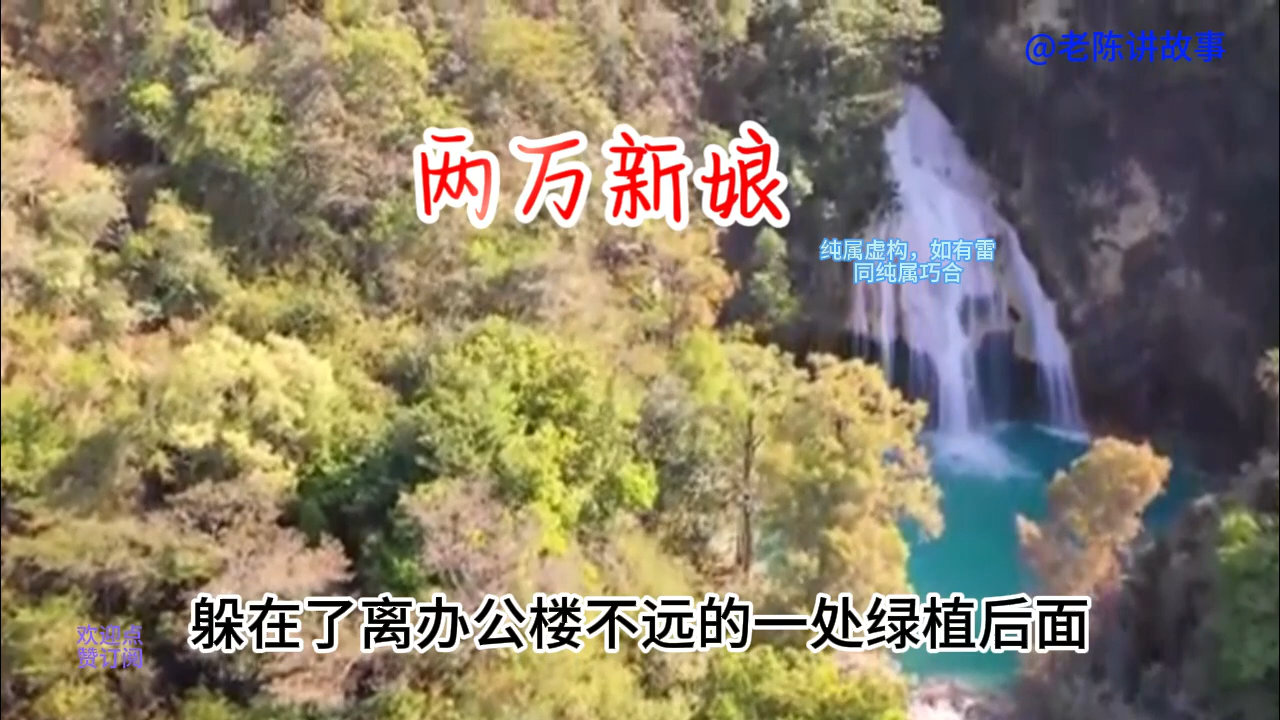 @老陈讲故事
两万新娘
纯属虚构，如有雷
同纯属巧合
躲在了离办公楼不远的一处绿植后面
欢迎点
赞订阅